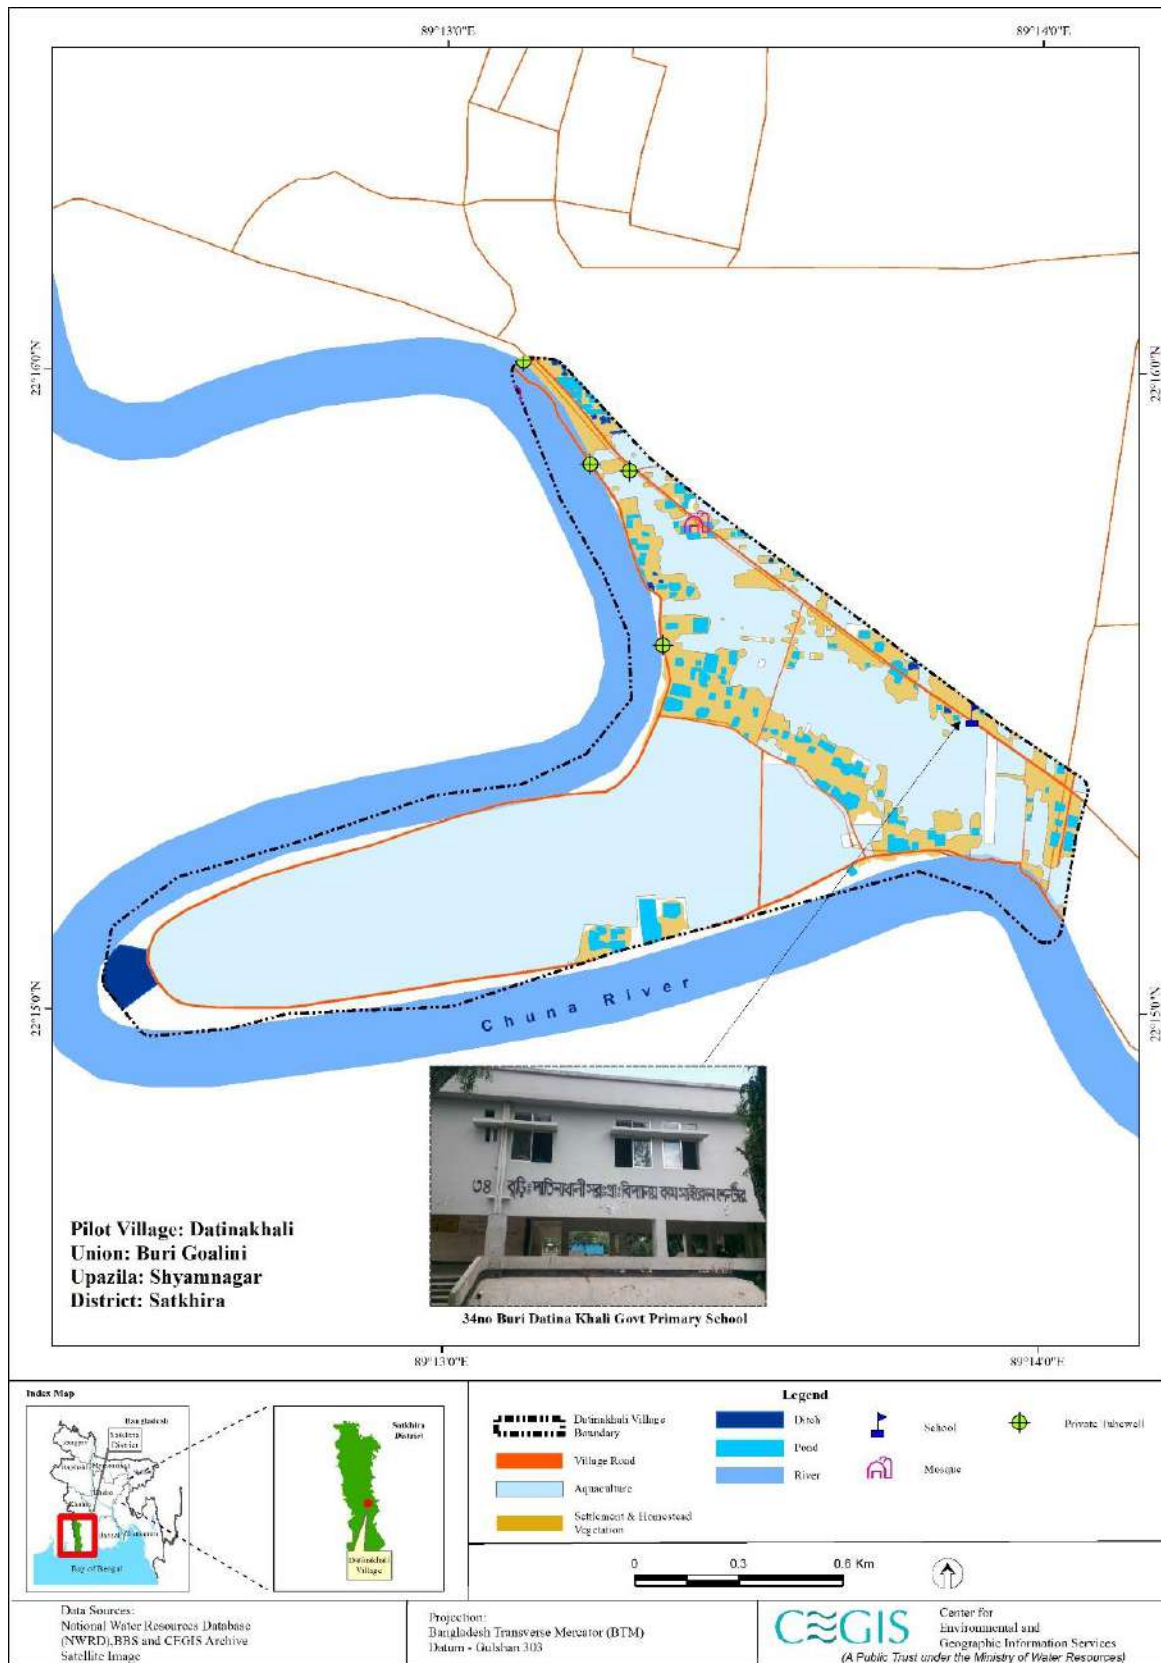 89°13'0"E
89°14'0"E
22°16'0"N
22°16'0"N
22°15'0"N
22°15'0"N
Chuna River
৩৪
34no Buri Datina Khali Govt Primary School
Pilot Village: Datinakhali
Union: Buri Goalini
Upazila: Shyamnagar
District: Satkhira
89°13'0"E
89°14'0"E
Index Map
Bangladesh
Satkhira
District
Bay of Bengal
Satkhira
District
Datinakhali
Village
Legend
Datinakhali Village
Boundary
Village Road
Aquaculture
Settlement & Homestead
Vegetation
Ditch
Pond
River
School
Mosque
Private Tubewell
0 0.3 0.6 Km
Data Sources:
National Water Resources Database
(NWRD),BBS and CEGIS Archive
Satellite Image
Projection:
Bangladesh Transverse Mercator (BTM)
Datum - Gulshan 303
CEGIS
Center for
Environmental and
Geographic Information Services
(A Public Trust under the Ministry of Water Resources)